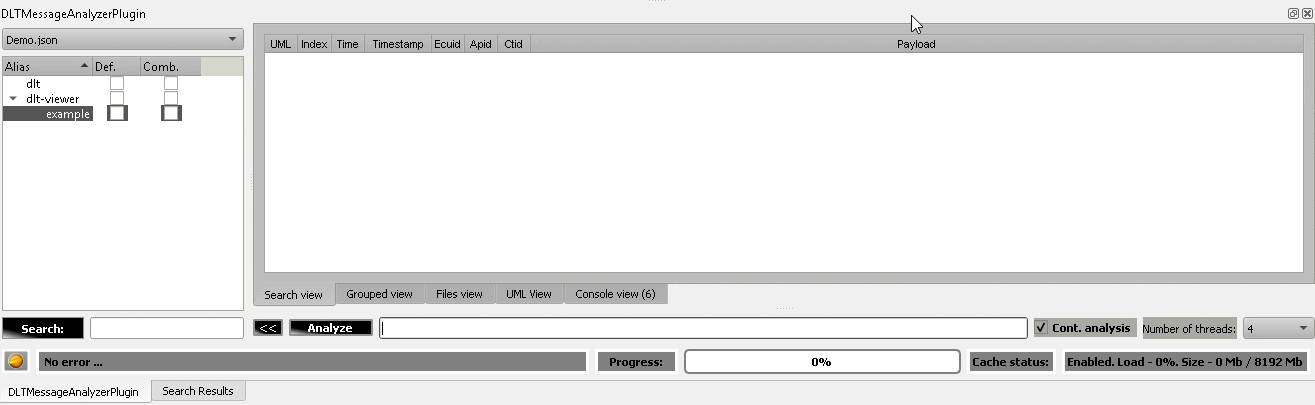 DLTMessageAnalyzerPlugin
Demo.json
Alias Def. Comb.
dlt
dlt-viewer
example
UML Index Time Timestamp Ecuid Apid Ctid Payload
Search view Grouped view Files view UML View Console view (6)
Search: << Analyze Cont. analysis Number of threads: 4
No error ... Progress: 0% Cache status: Enabled. Load - 0%. Size - 0 Mb / 8192 Mb
DLTMessageAnalyzerPlugin Search Results